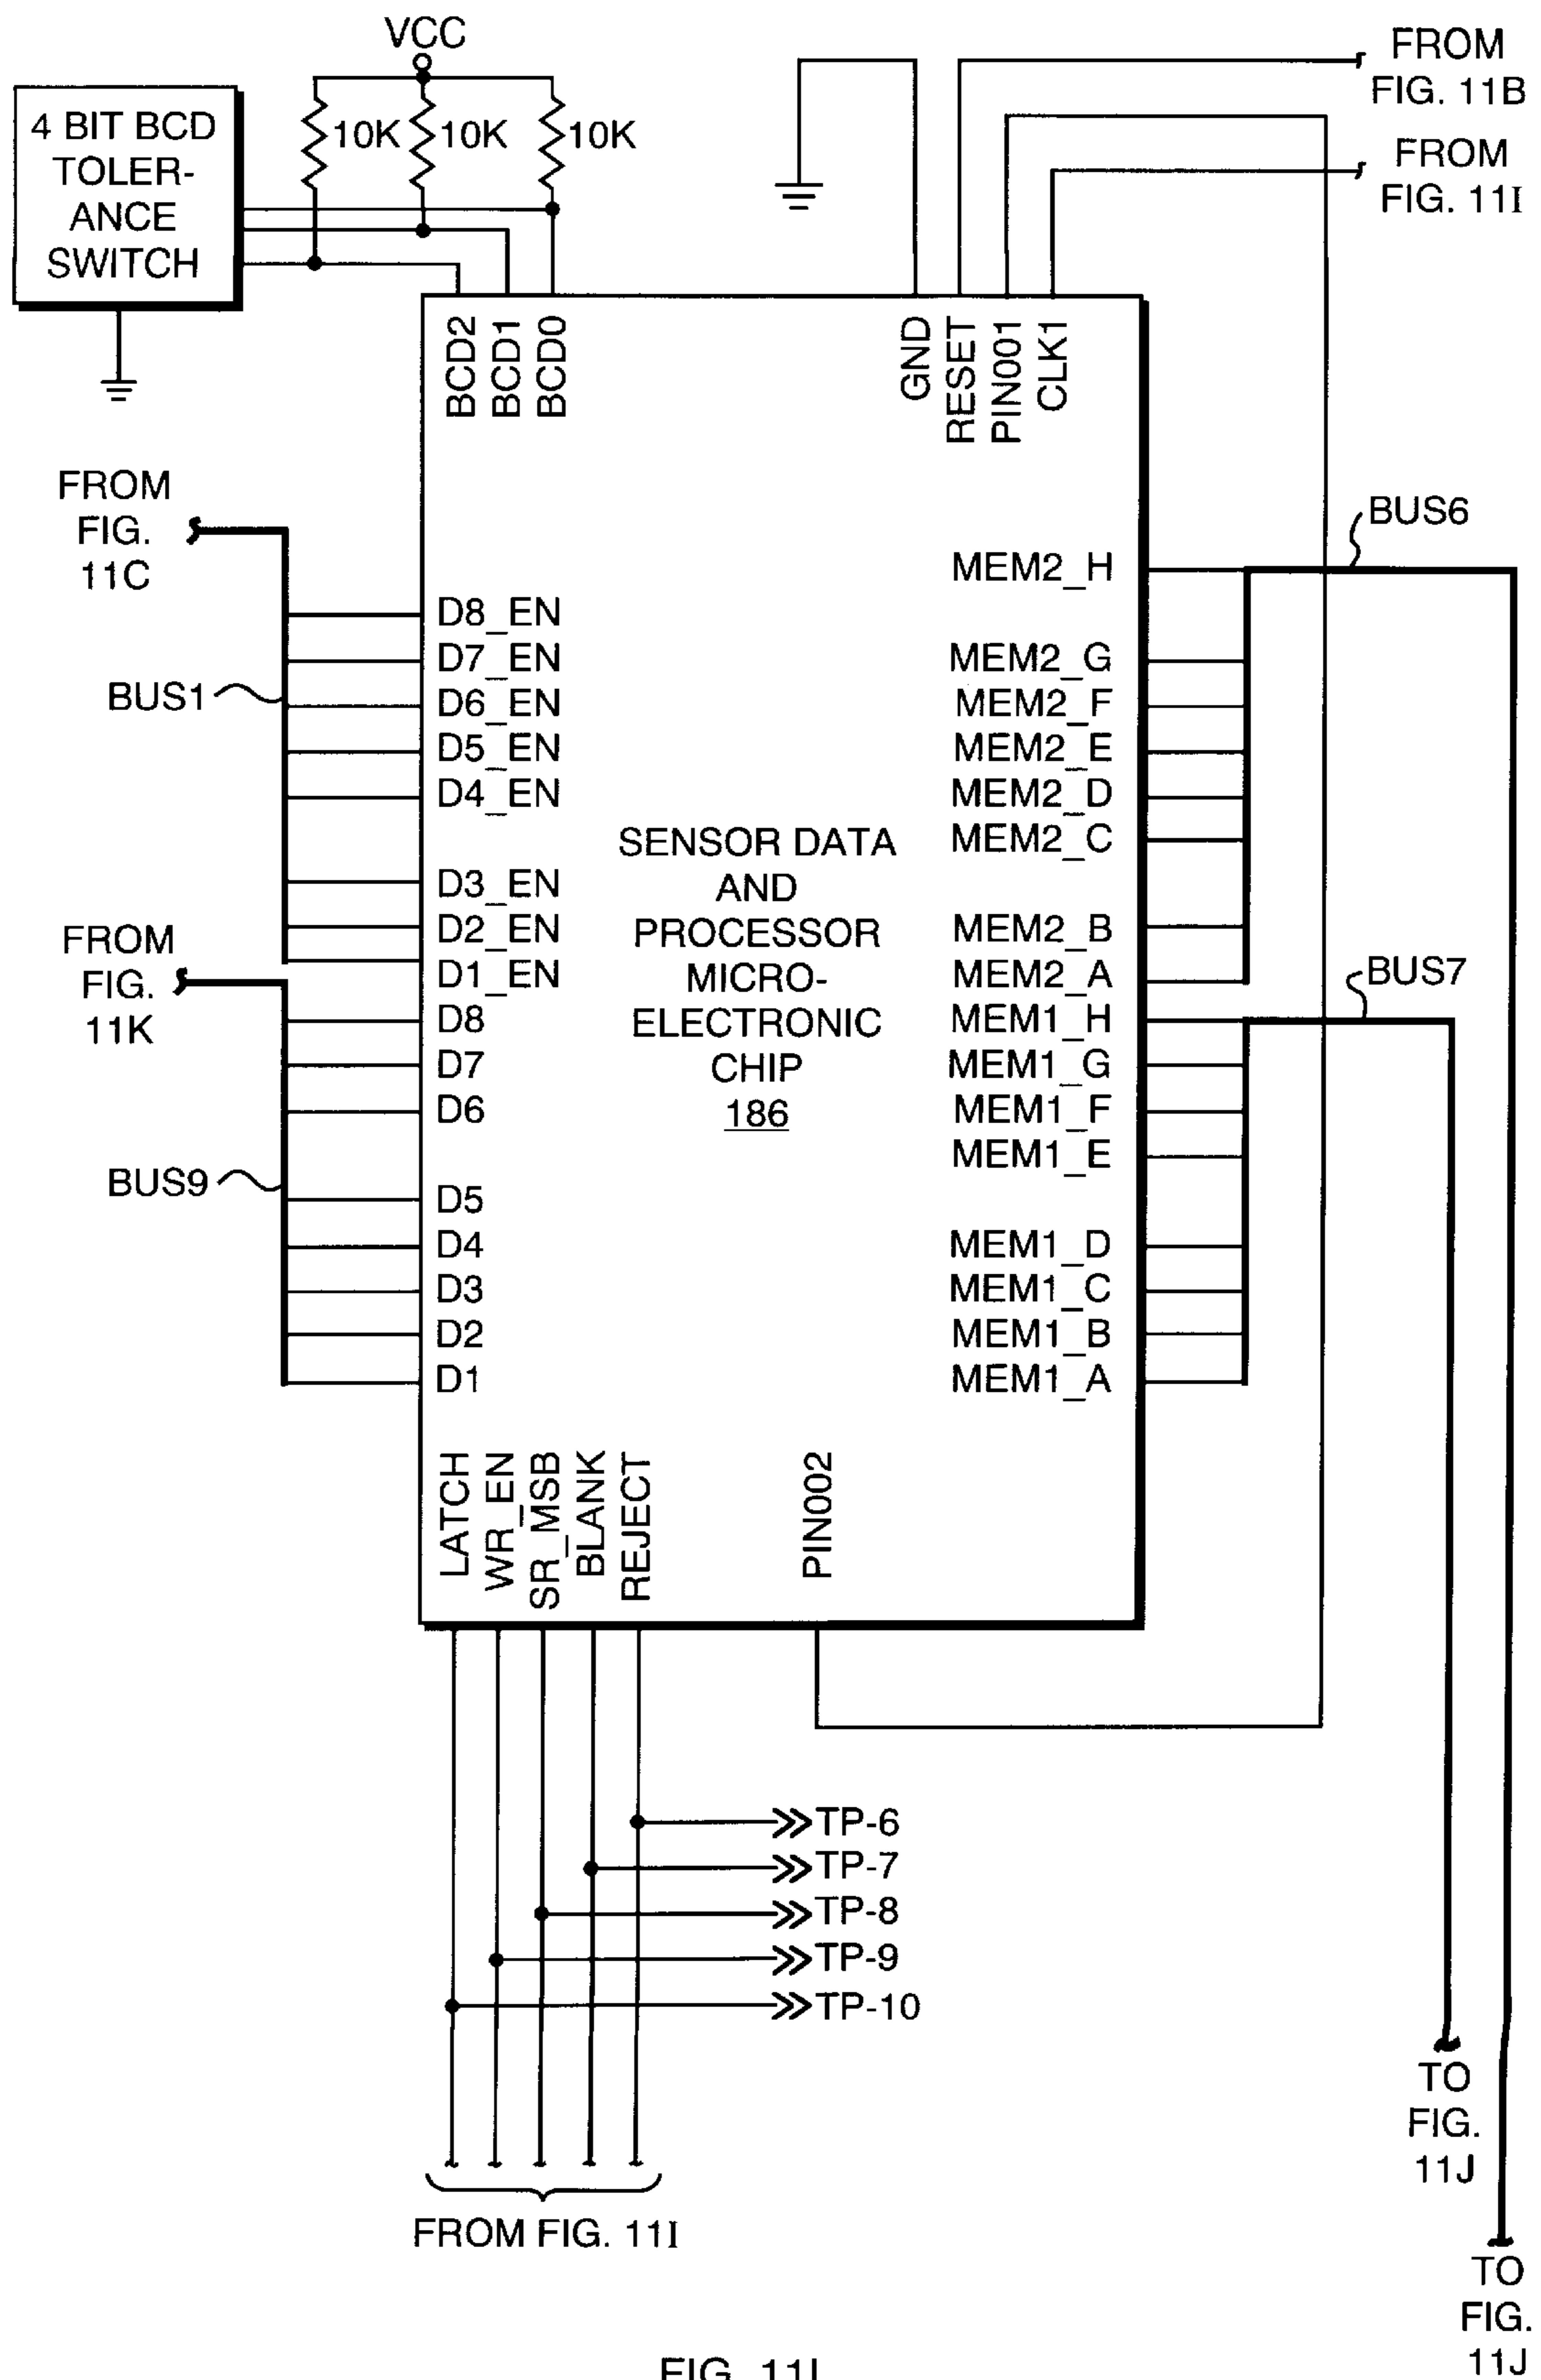 VCC
4 BIT BCD
TOLER-
ANCE
SWITCH
10K
10K
10K
FROM
FIG. 11B
FROM
FIG. 11I
BCD2
BCD1
BCD0
GND
RESET
PIN001
CLK1
FROM
FIG.
11C
BUS1
D8_EN
D7_EN
D6_EN
D5_EN
D4_EN
D3_EN
D2_EN
D1_EN
FROM
FIG.
11K
BUS9
D8
D7
D6
D5
D4
D3
D2
D1
SENSOR DATA
AND
PROCESSOR
MICRO-
ELECTRONIC
CHIP
186
MEM2_H
MEM2_G
MEM2_F
MEM2_E
MEM2_D
MEM2_C
MEM2_B
MEM2_A
MEM1_H
MEM1_G
MEM1_F
MEM1_E
MEM1_D
MEM1_C
MEM1_B
MEM1_A
BUS6
BUS7
LATCH
WR_EN
SR_MSB
BLANK
REJECT
PIN002
TP-6
TP-7
TP-8
TP-9
TP-10
FROM FIG. 11I
TO
FIG.
11J
TO
FIG.
11J